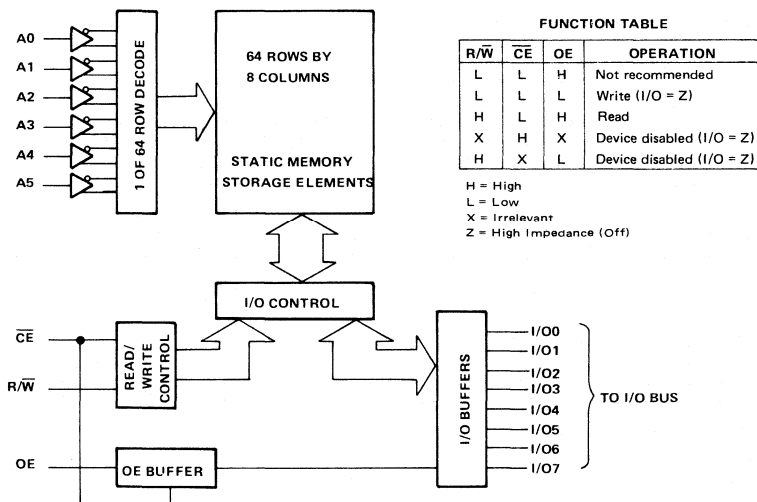 A0
A1
A2
A3
A4
A5
1 OF 64 ROW DECODE
64 ROWS BY
8 COLUMNS
STATIC MEMORY
STORAGE ELEMENTS
FUNCTION TABLE
R/W̅ C̅E̅ OE OPERATION
L L H Not recommended
L L L Write (I/O = Z)
H L H Read
X H X Device disabled (I/O = Z)
H X L Device disabled (I/O = Z)
H = High
L = Low
X = Irrelevant
Z = High Impedance (Off)
I/O CONTROL
C̅E̅
R/W̅
READ/
WRITE
CONTROL
I/O BUFFERS
I/O0
I/O1
I/O2
I/O3
I/O4
I/O5
I/O6
I/O7
TO I/O BUS
OE
OE BUFFER